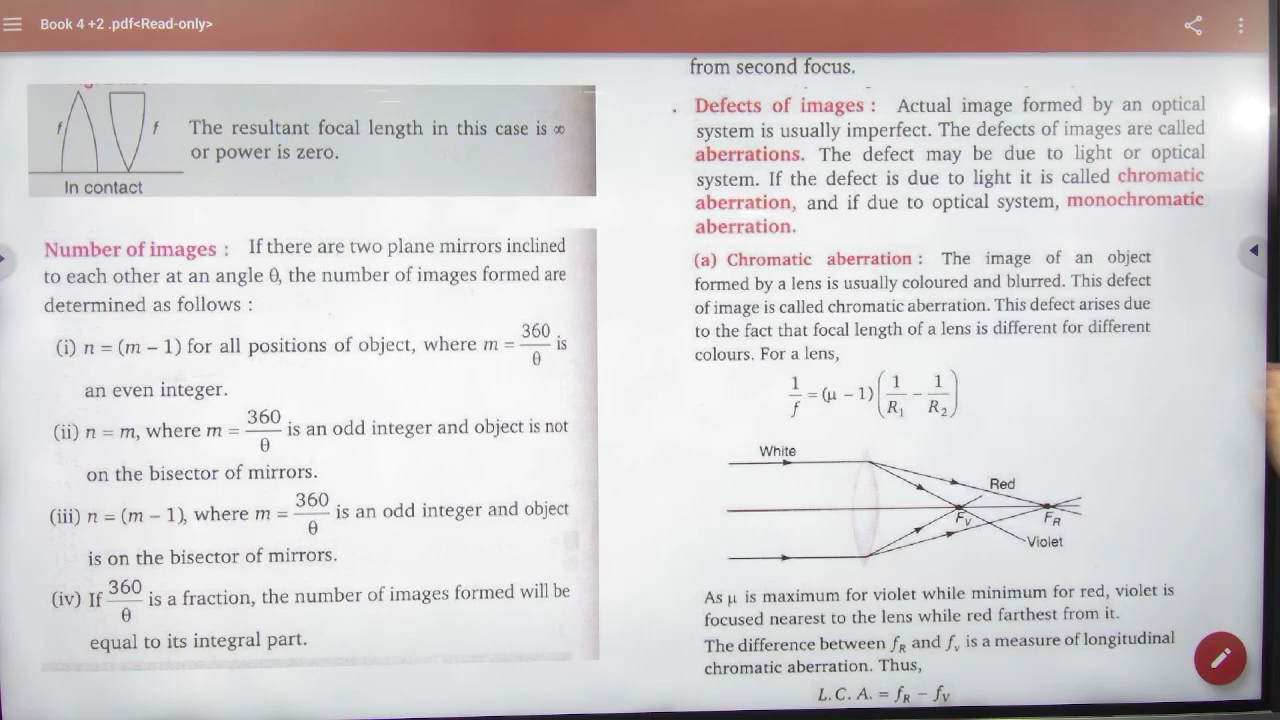 Book 4 +2 .pdf<Read-only>
f f
The resultant focal length in this case is ∞
or power is zero.
In contact
Number of images : If there are two plane mirrors inclined
to each other at an angle θ, the number of images formed are
determined as follows :
(i) n = (m − 1) for all positions of object, where m = 360/θ is
an even integer.
(ii) n = m, where m = 360/θ is an odd integer and object is not
on the bisector of mirrors.
(iii) n = (m − 1), where m = 360/θ is an odd integer and object
is on the bisector of mirrors.
(iv) If 360/θ is a fraction, the number of images formed will be
equal to its integral part.
from second focus.
. Defects of images : Actual image formed by an optical
system is usually imperfect. The defects of images are called
aberrations. The defect may be due to light or optical
system. If the defect is due to light it is called chromatic
aberration, and if due to optical system, monochromatic
aberration.
(a) Chromatic aberration : The image of an object
formed by a lens is usually coloured and blurred. This defect
of image is called chromatic aberration. This defect arises due
to the fact that focal length of a lens is different for different
colours. For a lens,
1/f = (μ − 1) (1/R₁ − 1/R₂)
White
Red
F_V F_R
Violet
As μ is maximum for violet while minimum for red, violet is
focused nearest to the lens while red farthest from it.
The difference between f_R and f_v is a measure of longitudinal
chromatic aberration. Thus,
L. C. A. = f_R − f_V